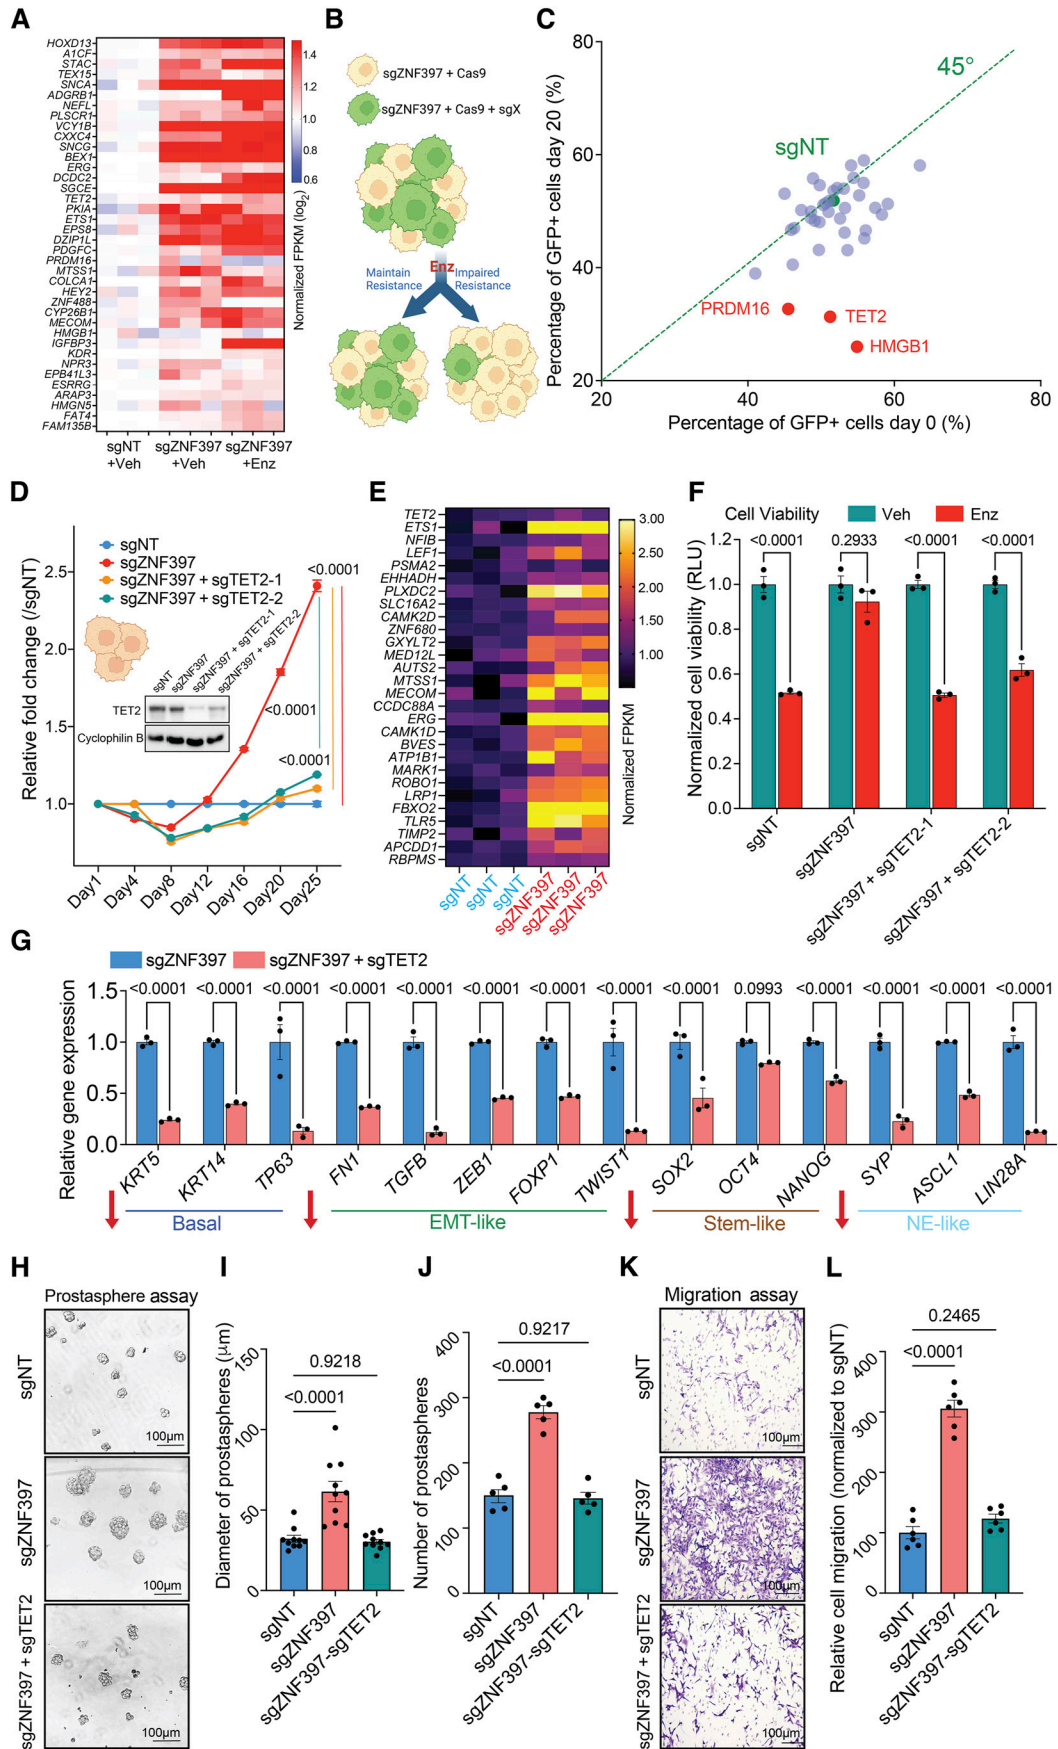 A
HOXD13
A1CF
STAC
TEX15
SNCA
ADGRB1
NEFL
PLSCR1
VCY1B
CXXC4
SNCG
BEX1
ERG
DCDC2
SGCE
TET2
PKIA
ETS1
EPS8
DZIP1L
PDGFC
PRDM16
MTSS1
COLCA1
HEY2
ZNF488
CYP26B1
MECOM
HMGB1
IGFBP3
KDR
NPR3
EPB41L3
ESRRG
ARAP3
HMGN5
FAT4
FAM135B
sgNT
+Veh
sgZNF397
+Veh
sgZNF397
+Enz
1.4
1.2
1.0
0.8
0.6
Normalized FPKM (log2)
B
sgZNF397 + Cas9
sgZNF397 + Cas9 + sgX
Enz
Maintain
Resistance
Impaired
Resistance
C
Percentage of GFP+ cells day 20 (%)
80
60
40
20
45°
sgNT
PRDM16
TET2
HMGB1
20
40
60
80
Percentage of GFP+ cells day 0 (%)
D
Relative fold change (/sgNT)
2.5
2.0
1.5
1.0
sgNT
sgZNF397
sgZNF397 + sgTET2-1
sgZNF397 + sgTET2-2
<0.0001
<0.0001
<0.0001
sgNT
sgZNF397
sgZNF397 + sgTET2-1
sgZNF397 + sgTET2-2
TET2
Cyclophilin B
Day1
Day4
Day8
Day12
Day16
Day20
Day25
E
TET2
ETS1
NFIB
LEF1
PSMA2
EHHADH
PLXDC2
SLC16A2
CAMK2D
ZNF680
GXYLT2
MED12L
AUTS2
MTSS1
MECOM
CCDC88A
ERG
CAMK1D
BVES
ATP1B1
MARK1
ROBO1
LRP1
FBXO2
TLR5
TIMP2
APCDD1
RBPMS
sgNT
sgNT
sgNT
sgZNF397
sgZNF397
sgZNF397
3.00
2.00
1.00
Normalized FPKM
F
Cell Viability
Veh
Enz
Normalized cell viability (RLU)
1.2
1.0
0.8
0.6
0.4
0.2
0.0
<0.0001
0.2933
<0.0001
<0.0001
sgNT
sgZNF397
sgZNF397 + sgTET2-1
sgZNF397 + sgTET2-2
G
sgZNF397
sgZNF397 + sgTET2
Relative gene expression
1.5
1.0
0.5
0.0
<0.0001
<0.0001
<0.0001
<0.0001
<0.0001
<0.0001
<0.0001
<0.0001
<0.0001
0.0993
<0.0001
<0.0001
<0.0001
<0.0001
KRT5
KRT14
TP63
FN1
TGFB
ZEB1
FOXP1
TWIST1
SOX2
OCT4
NANOG
SYP
ASCL1
LIN28A
Basal
EMT-like
Stem-like
NE-like
H
Prostasphere assay
sgNT
100µm
sgZNF397
100µm
sgZNF397 + sgTET2
100µm
I
Diameter of prostaspheres (µm)
150
100
50
0
0.9218
<0.0001
sgNT
sgZNF397
sgZNF397-sgTET2
J
Number of prostaspheres
400
300
200
100
0
0.9217
<0.0001
sgNT
sgZNF397
sgZNF397-sgTET2
K
Migration assay
sgNT
100µm
sgZNF397
100µm
sgZNF397 + sgTET2
100µm
L
Relative cell migration (normalized to sgNT)
400
300
200
100
0
0.2465
<0.0001
sgNT
sgZNF397
sgZNF397-sgTET2